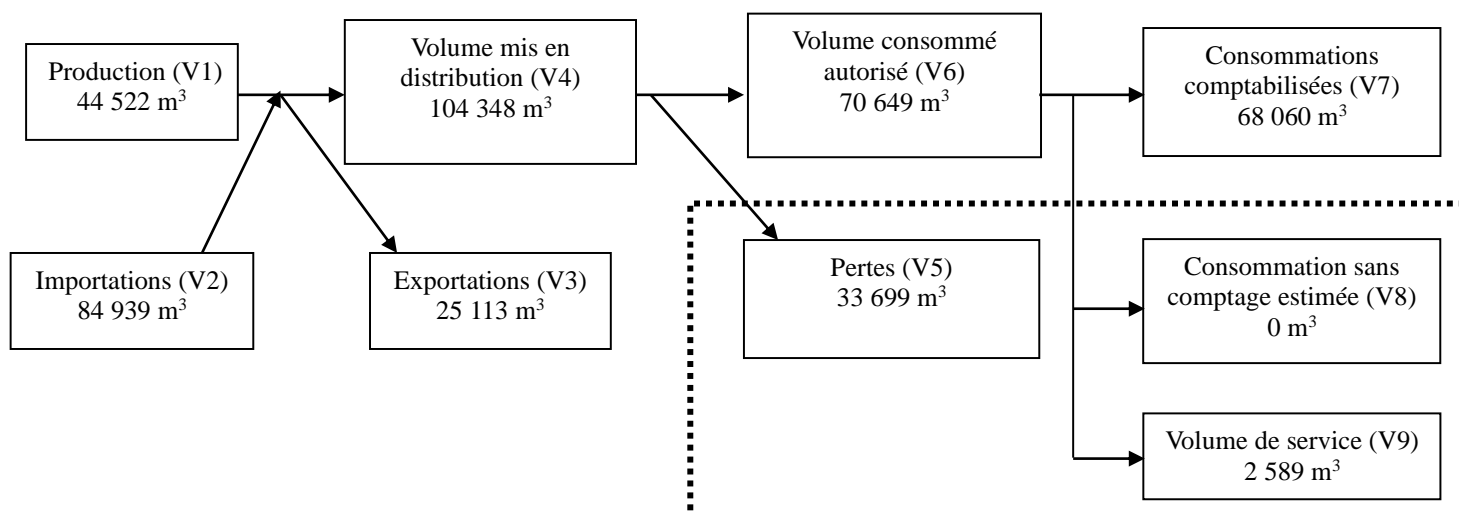 Production (V1)
44 522 m³
Volume mis en
distribution (V4)
104 348 m³
Volume consommé
autorisé (V6)
70 649 m³
Consommations
comptabilisées (V7)
68 060 m³
Importations (V2)
84 939 m³
Exportations (V3)
25 113 m³
Pertes (V5)
33 699 m³
Consommation sans
comptage estimée (V8)
0 m³
Volume de service (V9)
2 589 m³